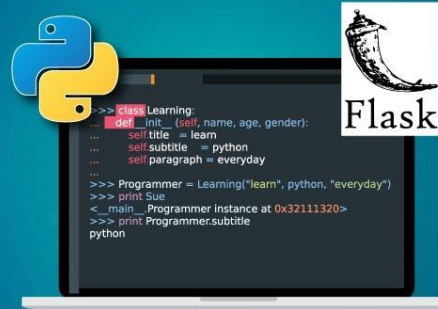 >>> class Learning:
... def __init__ (self, name, age, gender):
... self.title = learn
... self.subtitle = python
... self.paragraph = everyday
...
>>> Programmer = Learning("learn", python, "everyday")
>>> print Sue
<__main__.Programmer instance at 0x32111320>
>>> print Programmer.subtitle
python
Flask